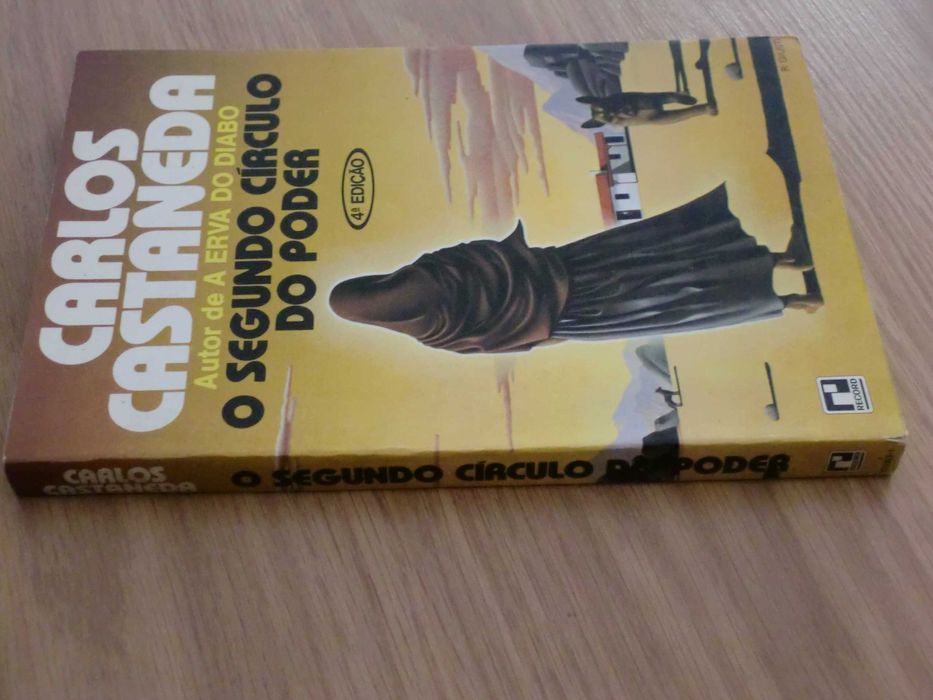 CARLOS
CASTANEDA
Autor de A ERVA DO DIABO
O SEGUNDO CÍRCULO
DO PODER
4ª EDIÇÃO
RECORD
CARLOS
CASTANEDA
O SEGUNDO CÍRCULO DO PODER